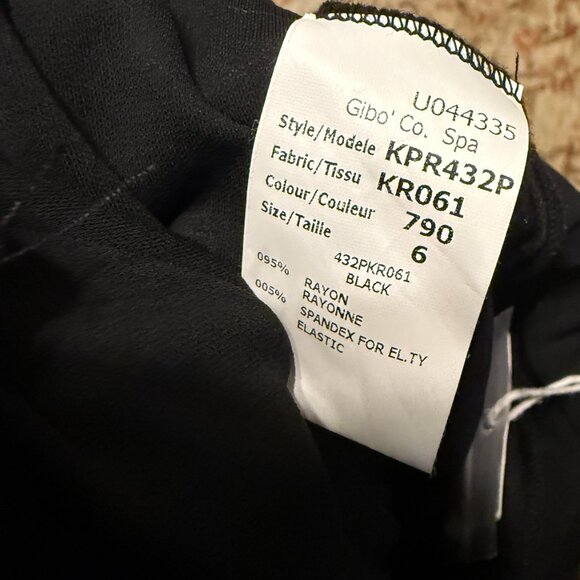 U044335
Gibo' Co. Spa
Style/Modele KPR432P
Fabric/Tissu KR061
Colour/Couleur 790
Size/Taille 6
432PKR061
BLACK
095% RAYON
RAYONNE
005% SPANDEX FOR EL.TY
ELASTIC